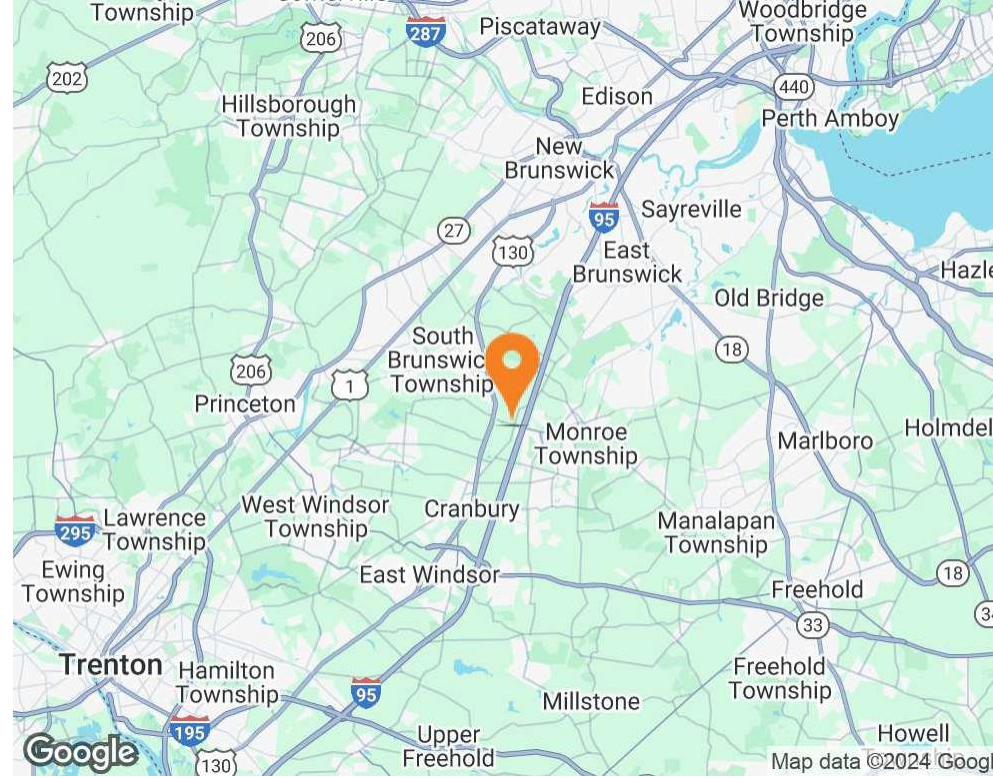 Township
206
287
Piscataway
Woodbridge
Township
202
440
Hillsborough
Township
Edison
Perth Amboy
New
Brunswick
27
95
Sayreville
130
East
Brunswick
Old Bridge
South
Brunswic
Township
18
206
1
Princeton
Monroe
Township
Marlboro
Holmdel
West Windsor
Township
Cranbury
Manalapan
Township
295
Lawrence
Township
Ewing
Township
East Windsor
Freehold
18
33
Trenton
Hamilton
Township
95
Millstone
Freehold
Township
195
130
Upper
Freehold
Howell
Google
Map data ©2024 Googl